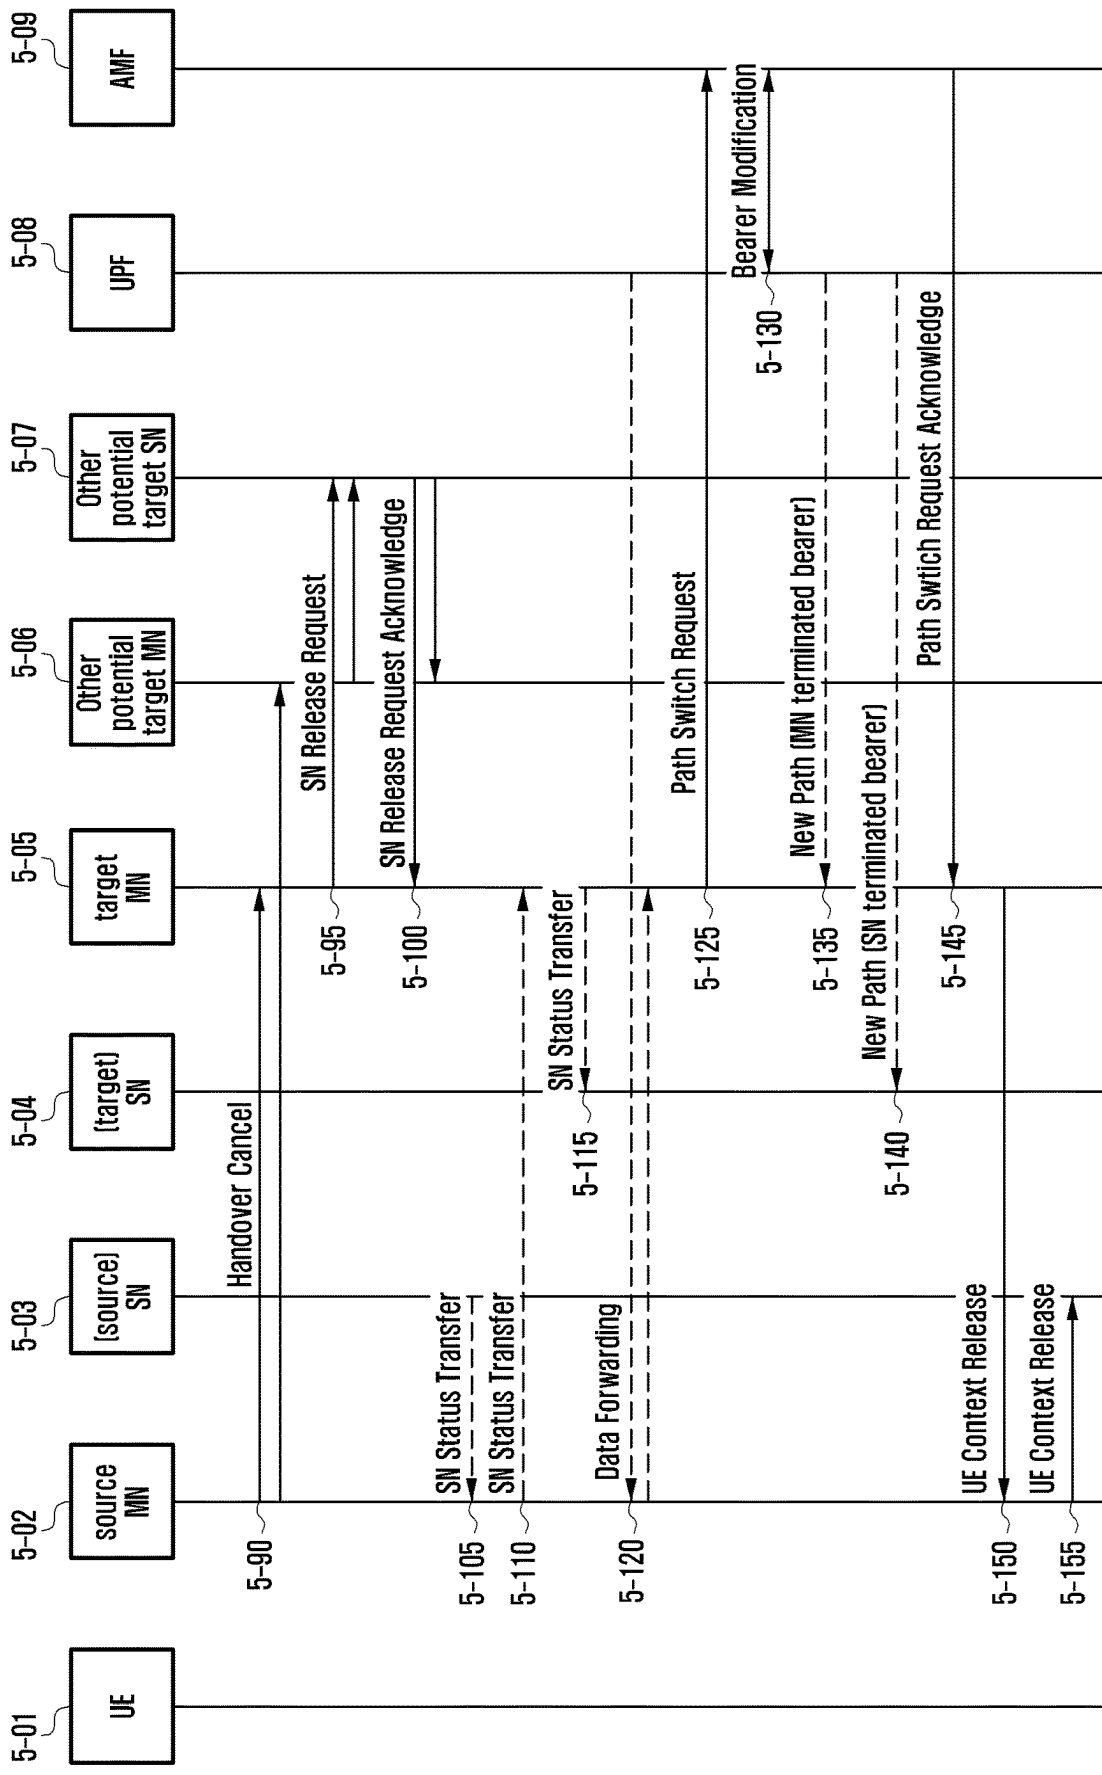 5-01
5-02
5-03
5-04
5-05
5-06
5-07
5-08
5-09
UE
source
MN
(source)
SN
(target)
SN
target
MN
Other
potential
target MN
Other
potential
target SN
UPF
AMF
Handover Cancel
5-90
SN Release Request
5-95
SN Release Request Acknowledge
5-100
SN Status Transfer
5-105
SN Status Transfer
5-110
SN Status Transfer
5-115
Data Forwarding
5-120
Path Switch Request
5-125
Bearer Modification
5-130
New Path (MN terminated bearer)
5-135
New Path (SN terminated bearer)
5-140
Path Swtich Request Acknowledge
5-145
UE Context Release
5-150
UE Context Release
5-155